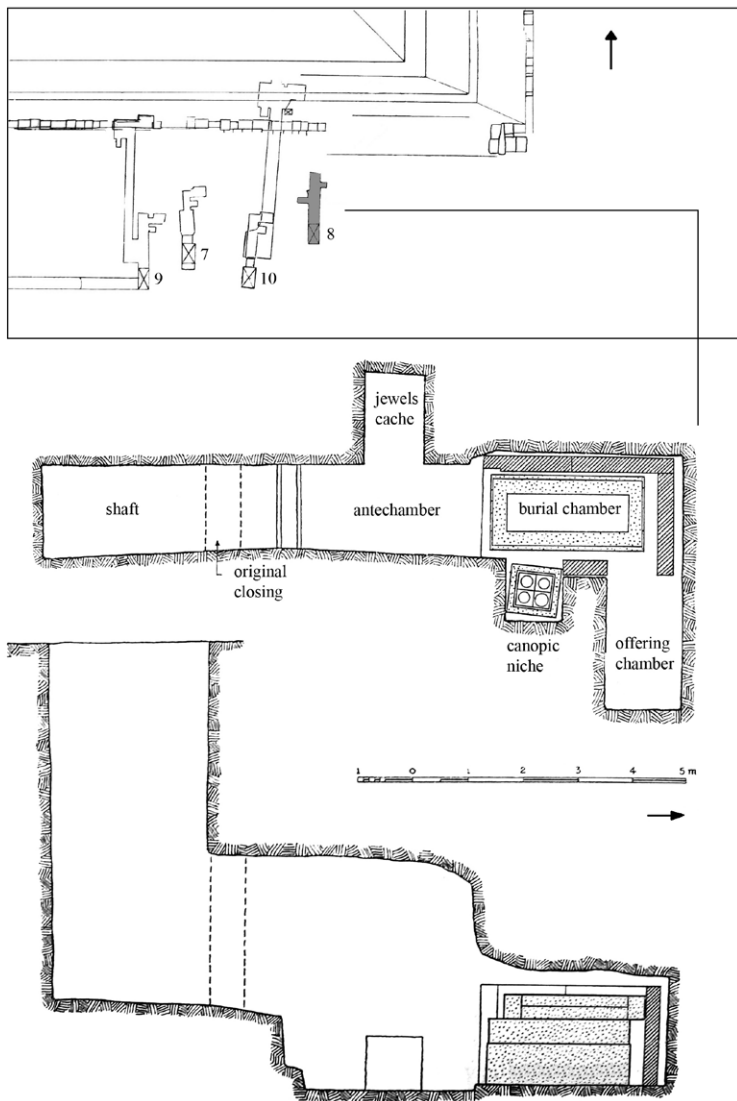 8
7
9
10
jewels
cache
shaft
antechamber
burial chamber
original
closing
canopic
niche
offering
chamber
1 0 1 2 3 4 5 m